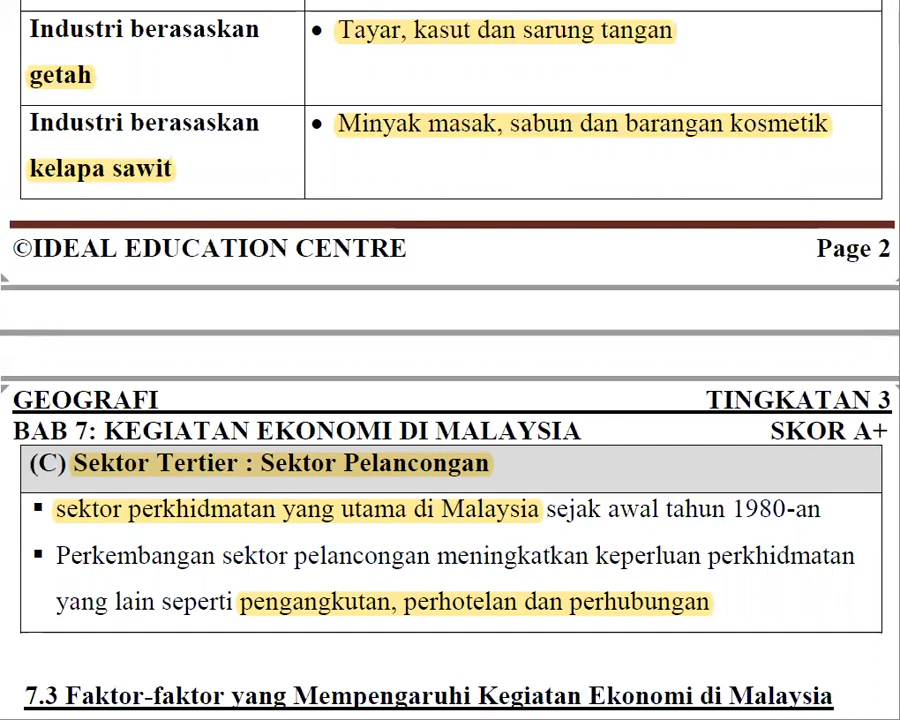 Industri berasaskan
getah
• Tayar, kasut dan sarung tangan
Industri berasaskan
kelapa sawit
• Minyak masak, sabun dan barangan kosmetik
©IDEAL EDUCATION CENTRE Page 2
GEOGRAFI TINGKATAN 3
BAB 7: KEGIATAN EKONOMI DI MALAYSIA SKOR A+
(C) Sektor Tertier : Sektor Pelancongan
▪ sektor perkhidmatan yang utama di Malaysia sejak awal tahun 1980-an
▪ Perkembangan sektor pelancongan meningkatkan keperluan perkhidmatan
yang lain seperti pengangkutan, perhotelan dan perhubungan
7.3 Faktor-faktor yang Mempengaruhi Kegiatan Ekonomi di Malaysia